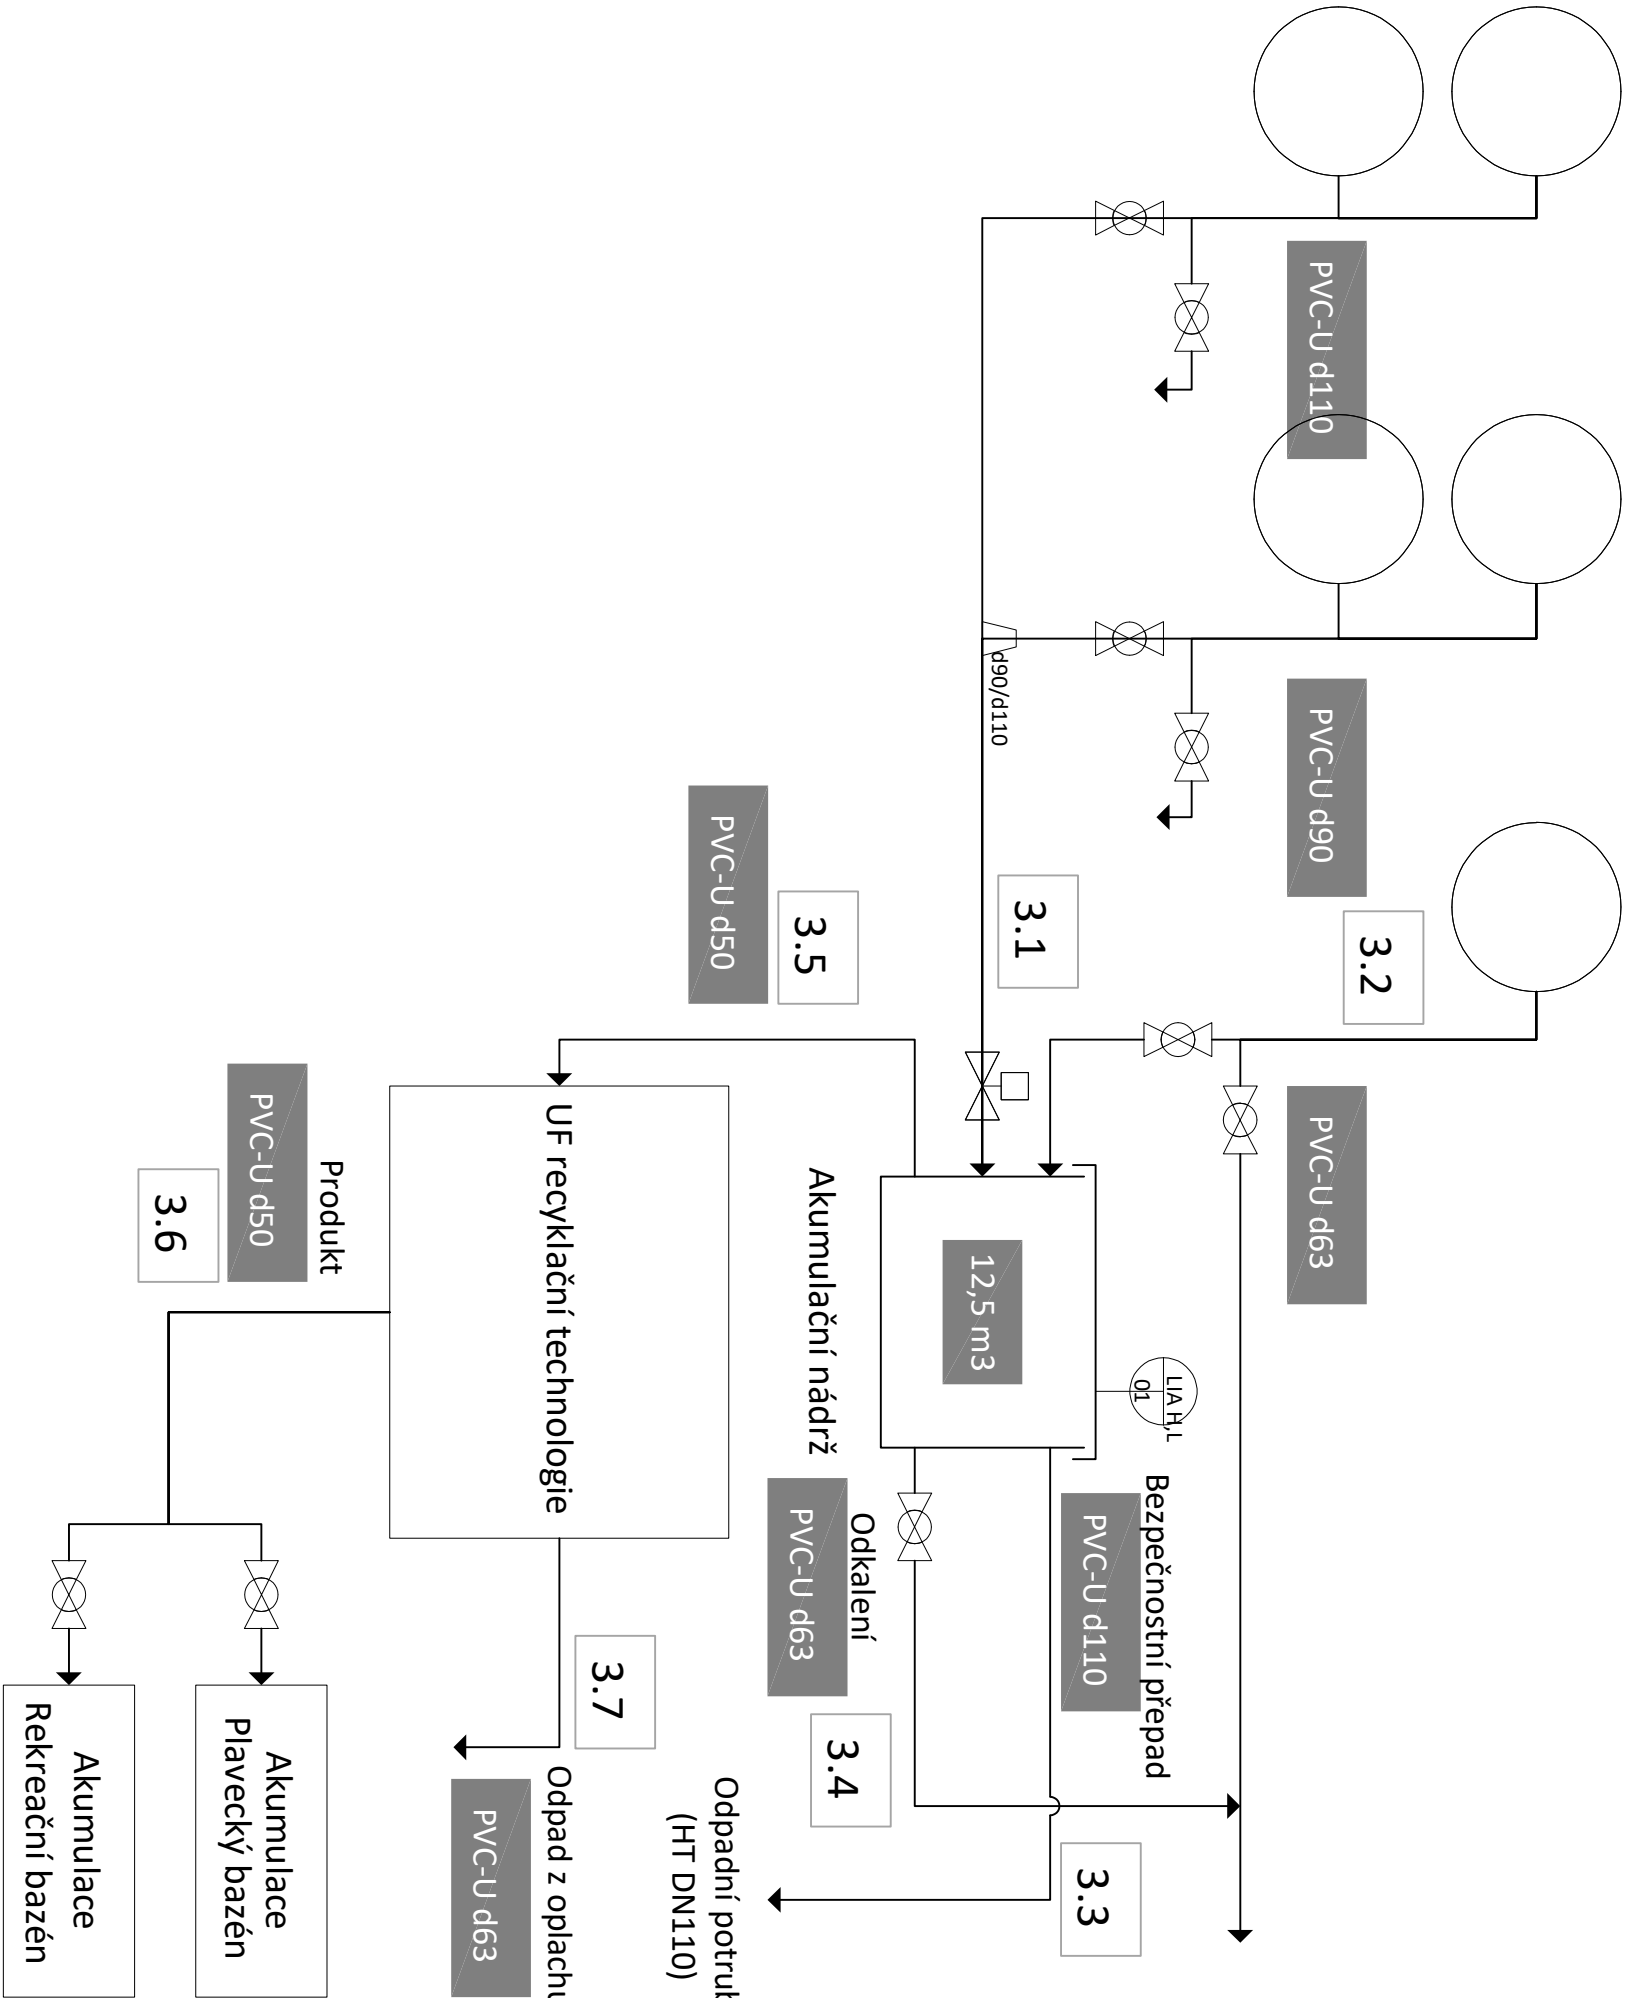 PVC-U d110
PVC-U d90
3.2
PVC-U d63
d90/d110
3.1
LIA H,L
01
Bezpečnostní přepad
PVC-U d110
3.3
12,5 m3
Akumulační nádrž
Odkalení
PVC-U d63
3.4
3.5
PVC-U d50
UF recyklační technologie
3.7
Odpadní
(HT DN110)
Odpad z
PVC-U d63
Produkt
PVC-U d50
3.6
Akumulace
Plavecký bazén
Akumulace
Rekreační bazén